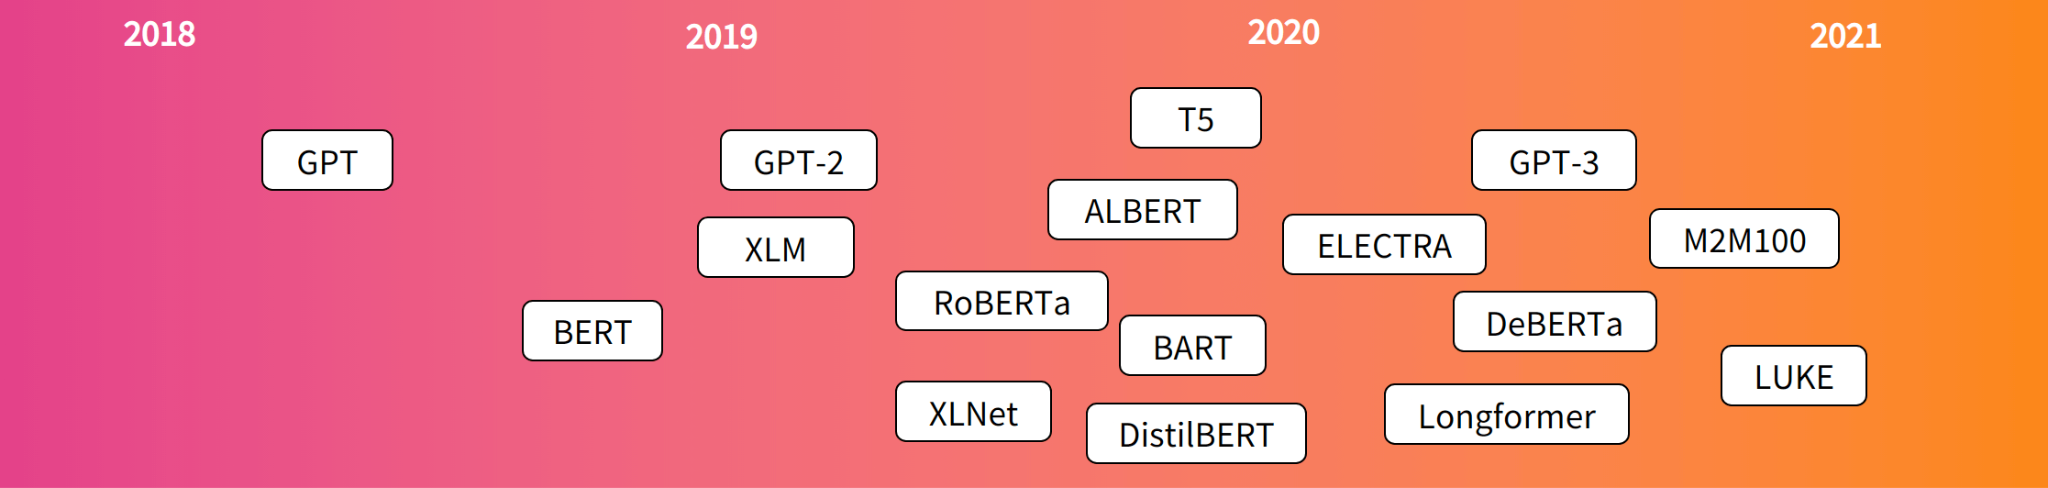 2018
2019
2020
2021
T5
GPT
GPT-2
GPT-3
ALBERT
XLM
ELECTRA
M2M100
RoBERTa
DeBERTa
BERT
BART
LUKE
XLNet
Longformer
DistilBERT